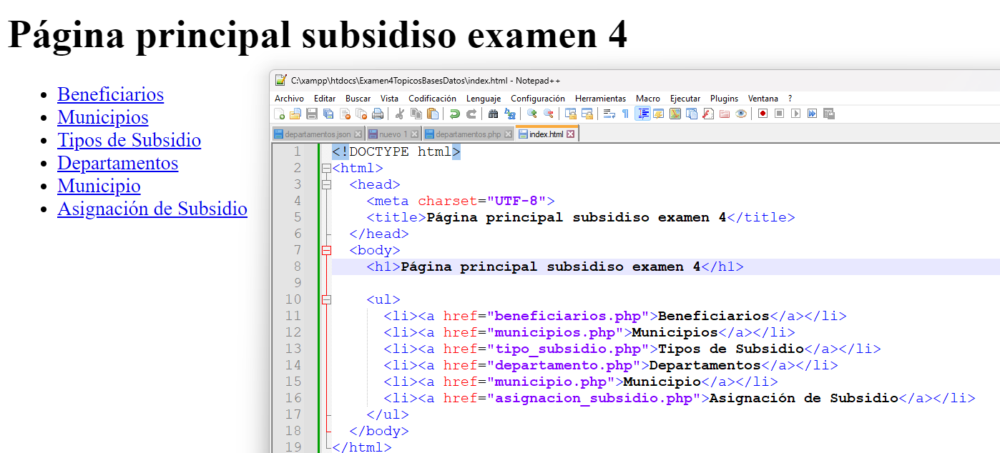 Página principal subsidiso examen 4
Beneficiarios
Municipios
Tipos de Subsidio
Departamentos
Municipio
Asignación de Subsidio
C:\xampp\htdocs\Examen4TopicosBasesDatos\index.html - Notepad++
Archivo Editar Buscar Vista Codificación Lenguaje Configuración Herramientas Macro Ejecutar Plugins Ventana ?
departamentos.json nuevo 1 departamentos.php index.html
1 <!DOCTYPE html>
2 <html>
3 <head>
4 <meta charset="UTF-8">
5 <title>Página principal subsidiso examen 4</title>
6 </head>
7 <body>
8 <h1>Página principal subsidiso examen 4</h1>
9
10 <ul>
11 <li><a href="beneficiarios.php">Beneficiarios</a></li>
12 <li><a href="municipios.php">Municipios</a></li>
13 <li><a href="tipo_subsidio.php">Tipos de Subsidio</a></li>
14 <li><a href="departamento.php">Departamentos</a></li>
15 <li><a href="municipio.php">Municipio</a></li>
16 <li><a href="asignacion_subsidio.php">Asignación de Subsidio</a></li>
17 </ul>
18 </body>
19 </html>